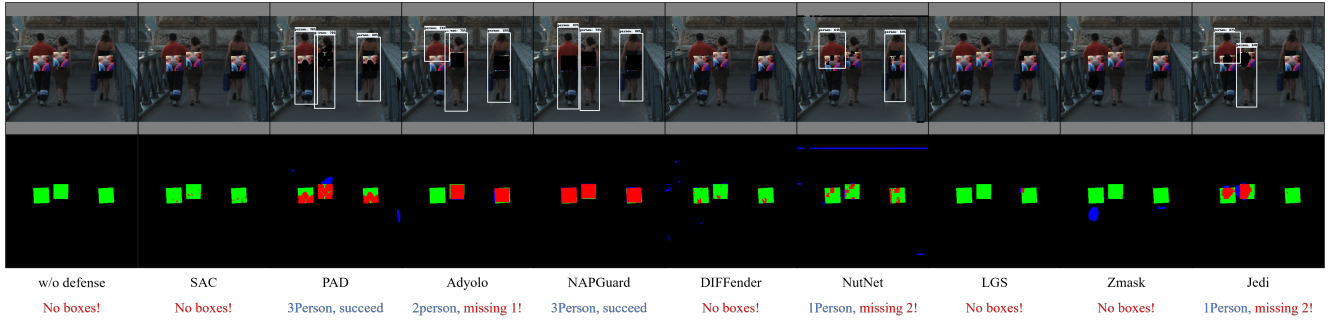 w/o defense SAC PAD Adyolo NAPGuard DIFFender NutNet LGS Zmask Jedi
No boxes! No boxes! 3Person, succeed 2person, missing 1! 3Person, succeed No boxes! 1Person, missing 2! No boxes! No boxes! 1Person, missing 2!